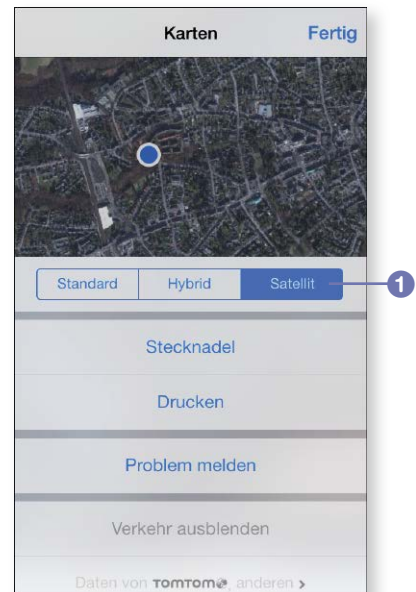 Karten Fertig
Standard Hybrid Satellit 1
Stecknadel
Drucken
Problem melden
Verkehr ausblenden
Daten von TOMTOM, anderen >